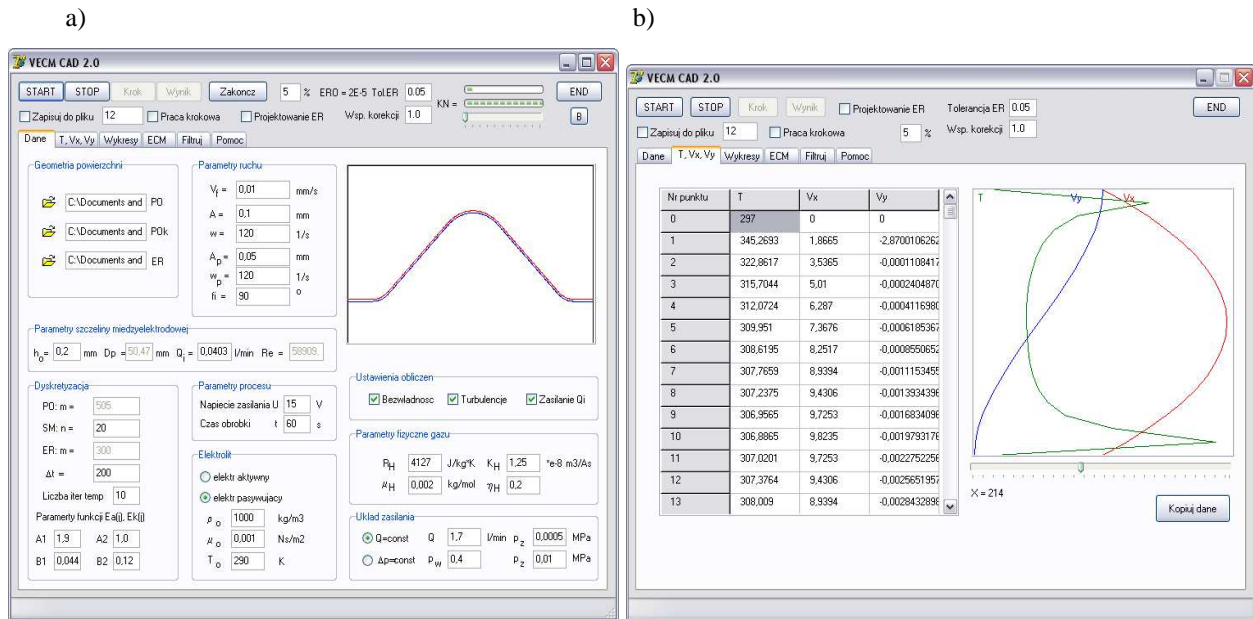 a)
b)
VECM CAD 2.0
START STOP Krok Wynik Zakoncz 5 % ER0 = 2E-5 Tol.ER 0.05 KN = END
Zapisuj do pliku 12 Praca krokowa Projektowanie ER Wsp. korekcji 1.0 B
Dane T, Vx, Vy Wykresy ECM Filtruj Pomoc
Geometria powierzchni
C:\Documents and PO
C:\Documents and POk
C:\Documents and ER
Parametry ruchu
Vf = 0,01 mm/s
A = 0,1 mm
w = 120 1/s
Ap = 0,05 mm
wp = 120 1/s
fi = 90 o
Parametry szczeliny miedzyelektrodowej
ho = 0,2 mm Dp = 50,47 mm Qi = 0,0403 l/min Re = 58909,
Dyskretyzacja
PO: m = 505
SM: n = 20
ER: m = 300
Δt = 200
Liczba iter temp 10
Paramerty funkcji Ea(j), Ek(j)
A1 1,9 A2 1,0
B1 0,044 B2 0,12
Parametry procesu
Napiecie zasilania U 15 V
Czas obrobki t 60 s
Elektrolit
elektr aktywny
elektr pasywujacy
ρo 1000 kg/m3
μo 0,001 Ns/m2
To 290 K
Ustawienia obliczen
Bezwladnosc Turbulencje Zasilanie Qi
Parametry fizyczne gazu
RH 4127 J/kg*K KH 1,25 *e-8 m3/As
μH 0,002 kg/mol ηH 0,2
Uklad zasilania
Q=const Q 1.7 l/min pz 0,0005 MPa
Δp=const pw 0,4 pz 0,01 MPa
VECM CAD 2.0
START STOP Krok Wynik Projektowanie ER Tolerancja ER 0.05 END
Zapisuj do pliku 12 Praca krokowa 5 % Wsp. korekcji 1.0
Dane T, Vx, Vy Wykresy ECM Filtruj Pomoc
Nr punktu T Vx Vy
0 297 0 0
1 345,2693 1,8665 -2,8700106262
2 322,8617 3,5365 -0,0001108417
3 315,7044 5,01 -0,0002404870
4 312,0724 6,287 -0,0004116980
5 309,951 7,3676 -0,0006185367
6 308,6195 8,2517 -0,0008550652
7 307,7659 8,9394 -0,0011153455
8 307,2375 9,4306 -0,0013934396
9 306,9565 9,7253 -0,0016834098
10 306,8865 9,8235 -0,0019793176
11 307,0201 9,7253 -0,0022752256
12 307,3764 9,4306 -0,0025651957
13 308,009 8,9394 -0,0028432898
T Vy Vx
X = 214
Kopiuj dane